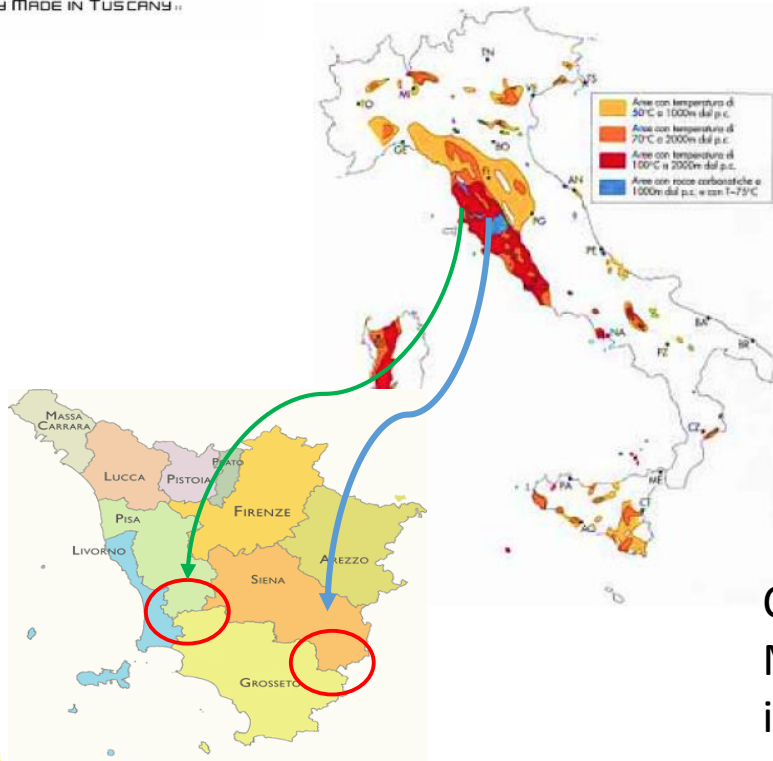 y MADE IN TUSCANY
TN
TS
MI
VE
TO
GE
BO
FI
AN
PG
PE
NA
BA
PZ
BR
CZ
ME
PA
CT
AG
Aree con temperatura di
50°C a 1000m dal p.c.
Aree con temperatura di
70°C a 2000m dal p.c.
Aree con temperatura di
100°C a 2000m dal p.c.
Aree con rocce carbonatiche a
1000m dal p.c. e con T~75°C
MASSA
CARRARA
LUCCA
PISTOIA
PRATO
PISA
FIRENZE
LIVORNO
AREZZO
SIENA
GROSSETO